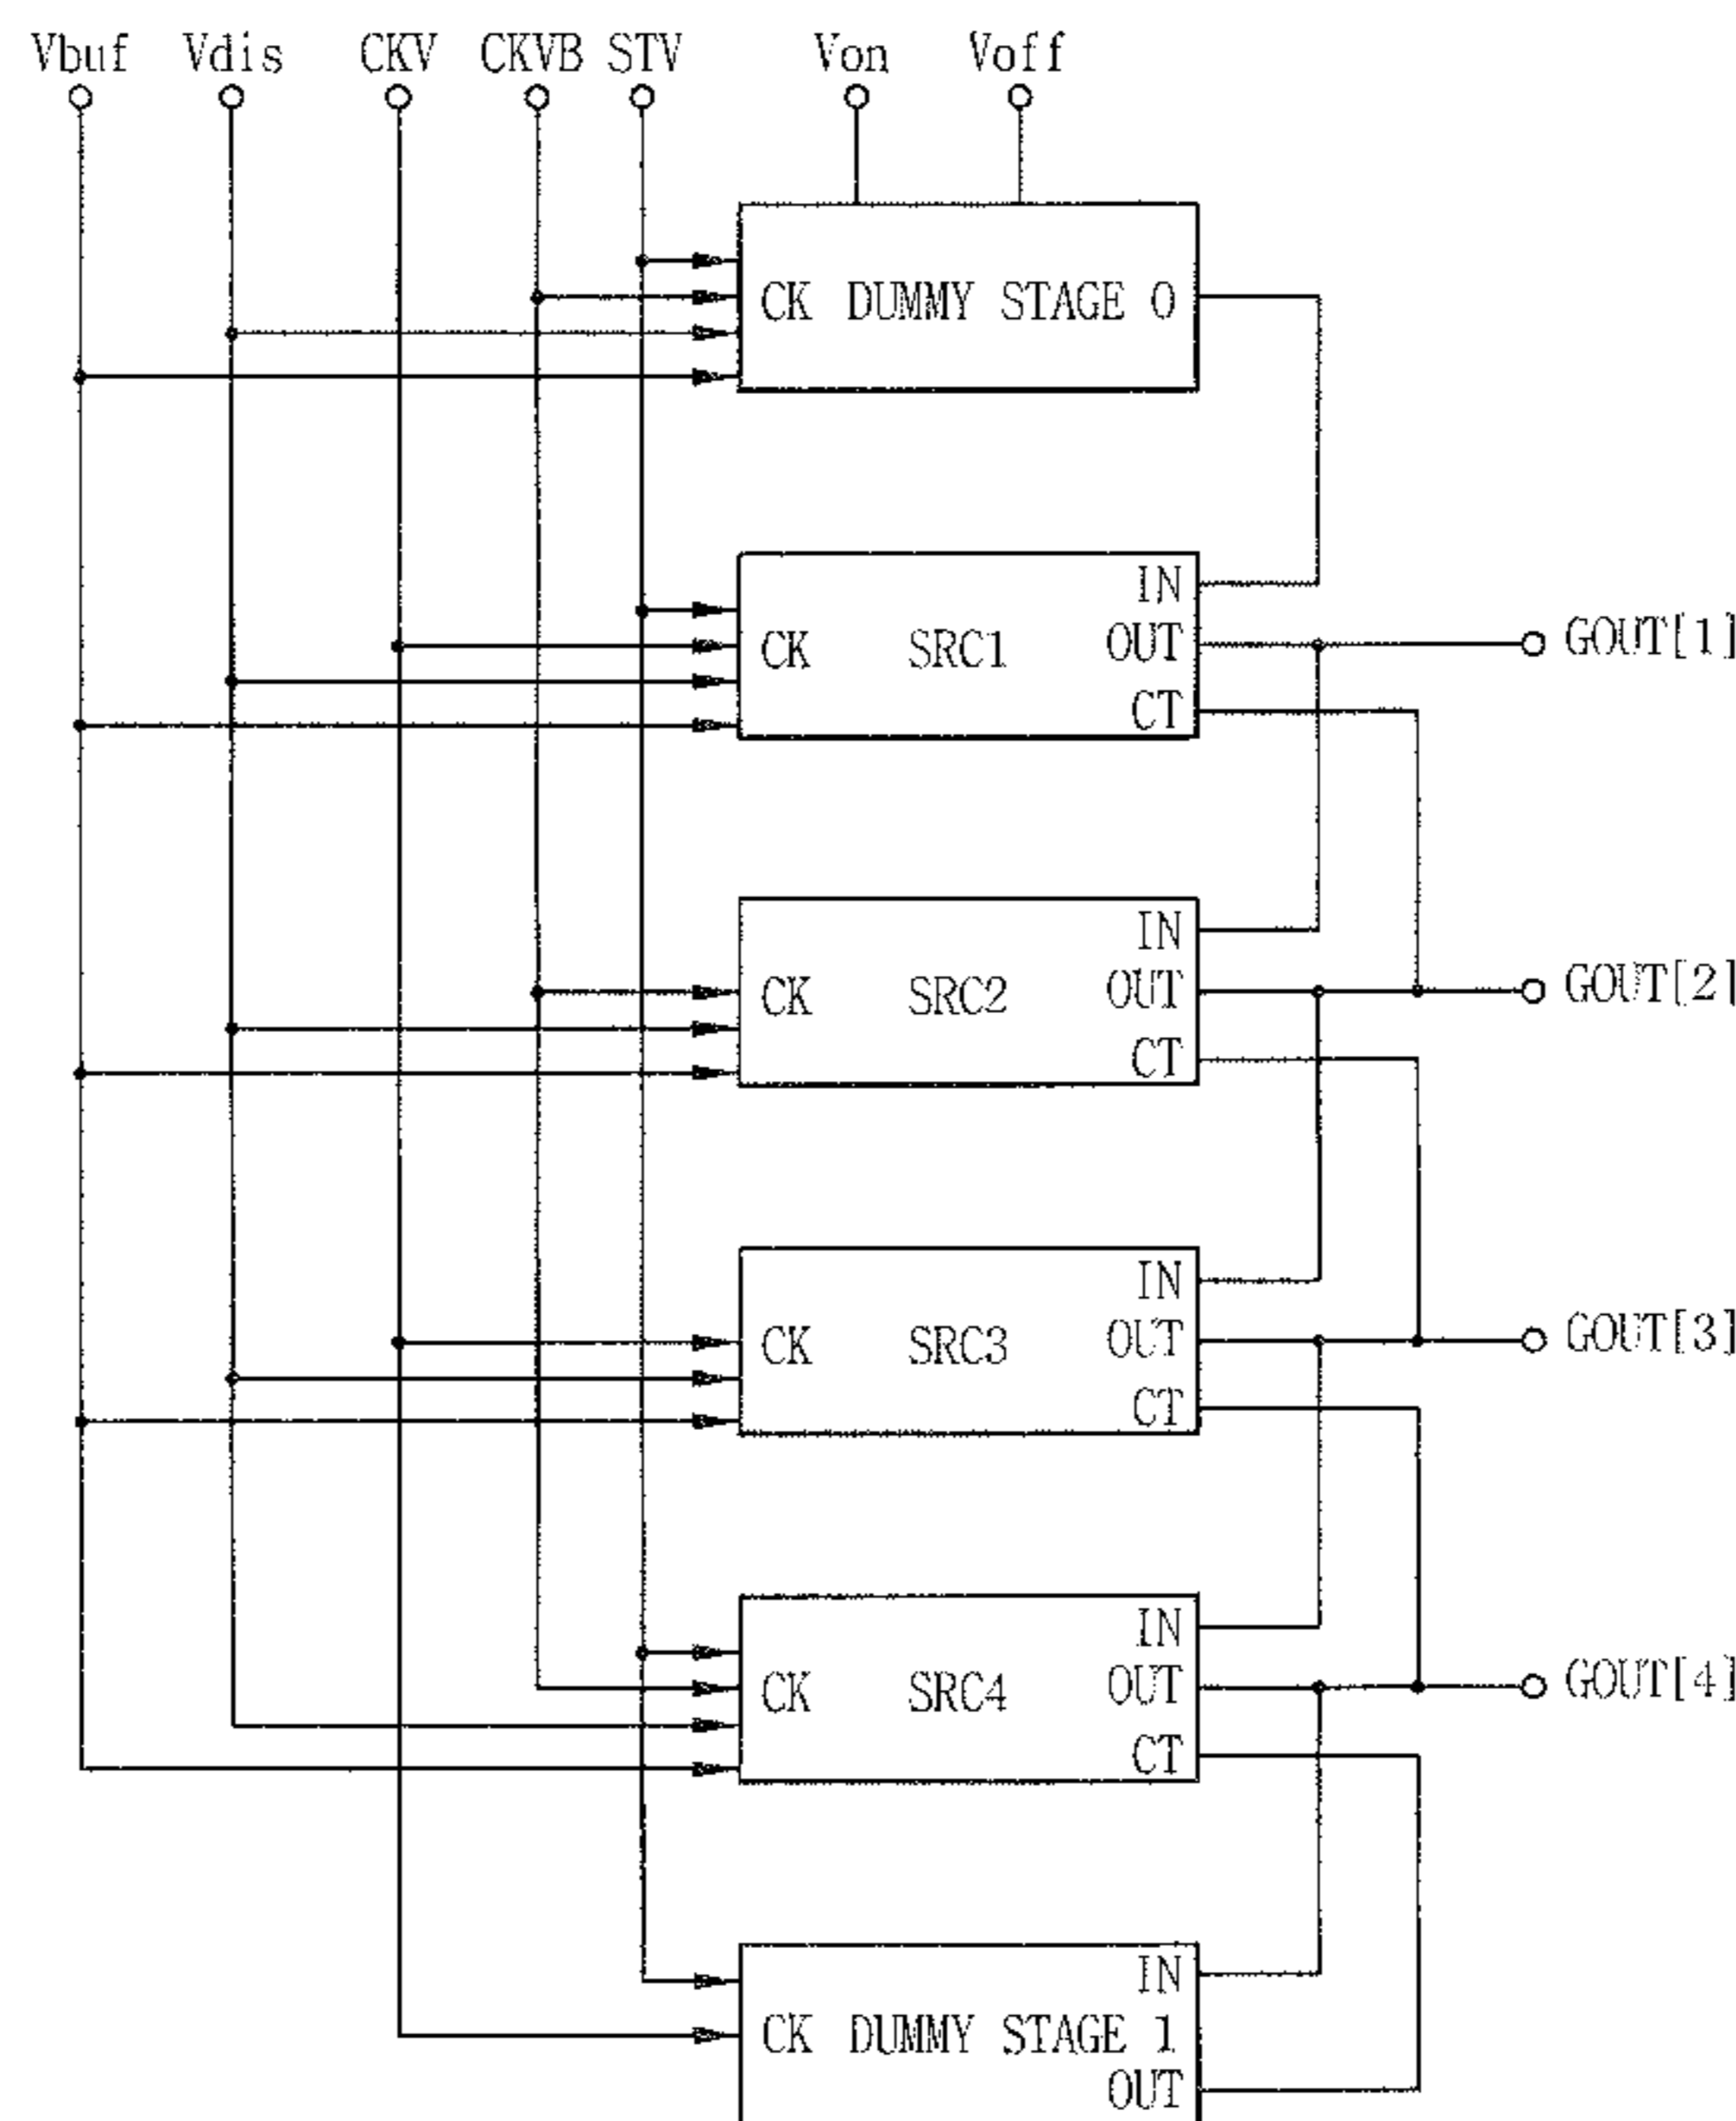 Vbuf Vdis CKV CKVB STV Von Voff
CK DUMMY STAGE 0
IN
CK SRC1 OUT GOUT[1]
CT
IN
CK SRC2 OUT GOUT[2]
CT
IN
CK SRC3 OUT GOUT[3]
CT
IN
CK SRC4 OUT GOUT[4]
CT
IN
CK DUMMY STAGE 1
OUT